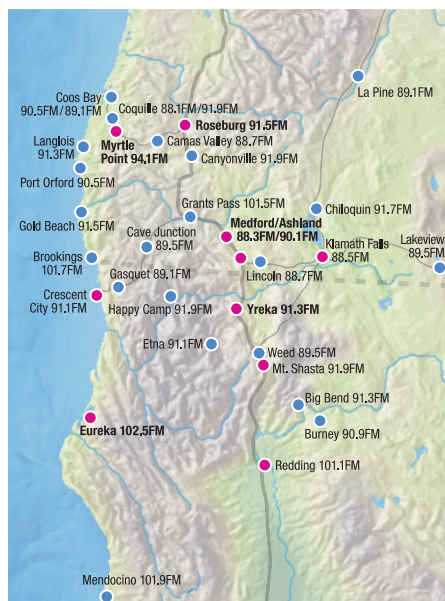 La Pine 89.1FM
Coos Bay
90.5FM/89.1FM
Coquille 88.1FM/91.9FM
Roseburg 91.5FM
Langlois
91.3FM
Myrtle
Point 94,1FM
Camas Valley 88.7FM
Canyonville 91.9FM
Port Orford 90.5FM
Grants Pass 101.5FM
Gold Beach 91.5FM
Medford/Ashland
88.3FM/90.1FM
Chiloquin 91.7FM
Cave Junction
89.5FM
Klamath Falls
88.5FM
Lakeview
89.5FM
Brookings
101.7FM
Gasquet 89.1FM
Lincoln 88.7FM
Crescent
City 91.1FM
Happy Camp 91.9FM
Yreka 91.3FM
Etna 91.1FM
Weed 89.5FM
Mt. Shasta 91.9FM
Big Bend 91.3FM
Burney 90.9FM
Eureka 102,5FM
Redding 101.1FM
Mendocino 101.9FM